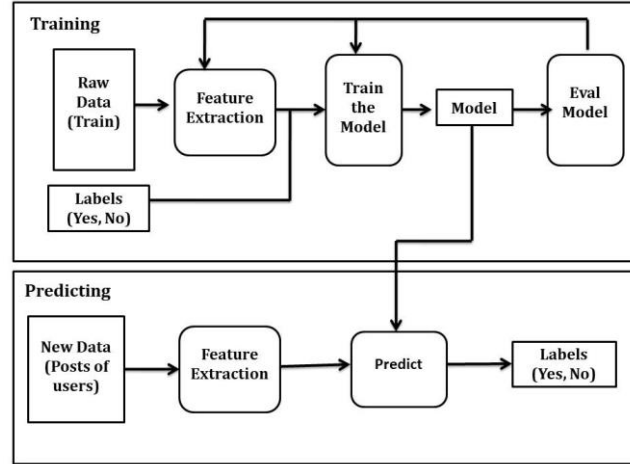 Training
Raw
Data
(Train)
Feature
Extraction
Train
the
Model
Model
Eval
Model
Labels
(Yes, No)
Predicting
New Data
(Posts of
users)
Feature
Extraction
Predict
Labels
(Yes, No)